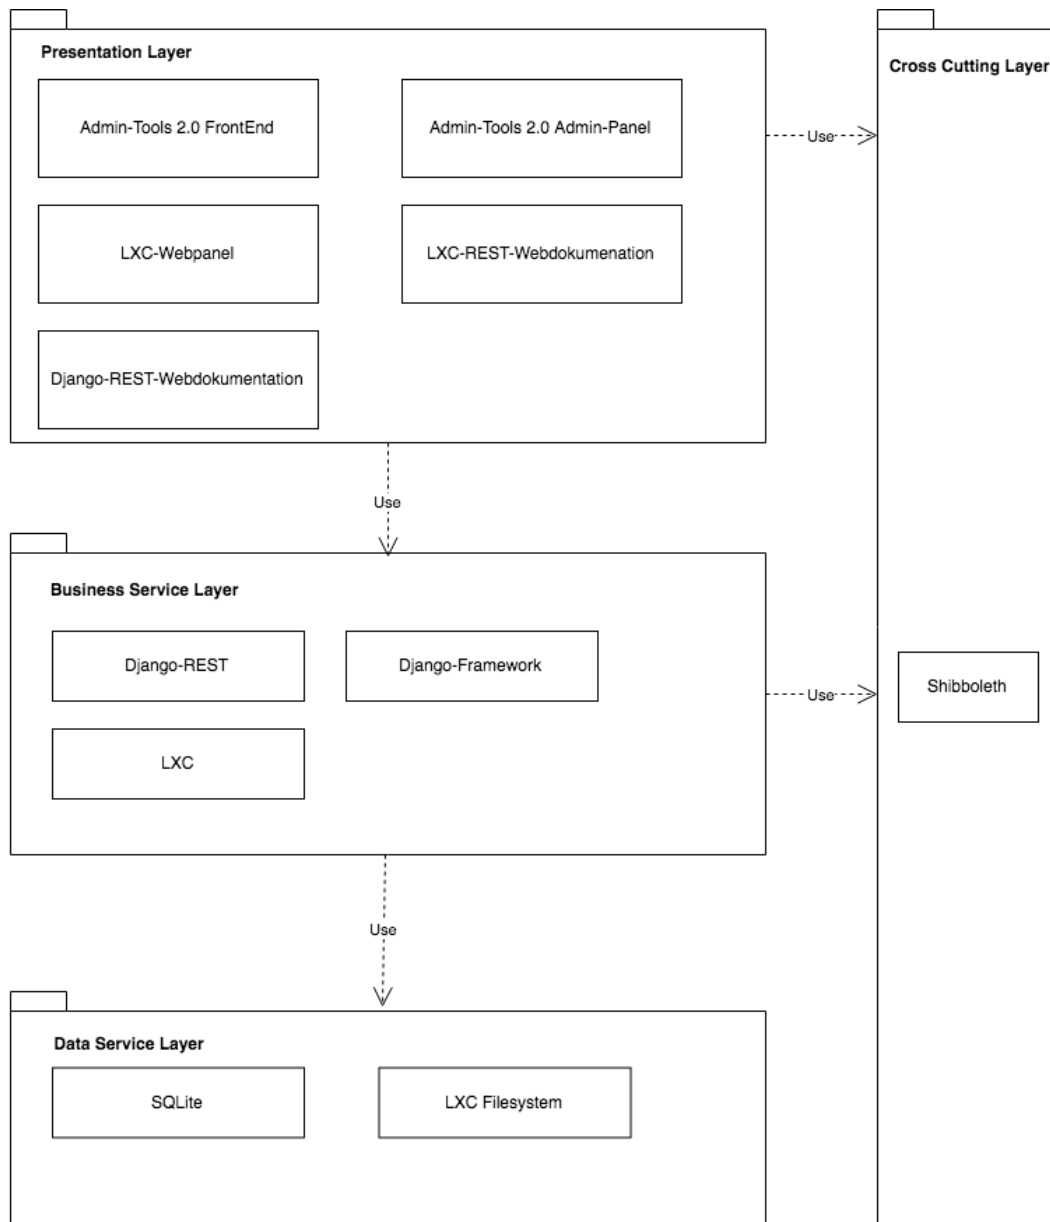 Presentation Layer
Cross Cutting Layer
Admin-Tools 2.0 FrontEnd
Admin-Tools 2.0 Admin-Panel
Use
LXC-Webpanel
LXC-REST-Webdokumenation
Django-REST-Webdokumentation
Use
Business Service Layer
Django-REST
Django-Framework
Use
Shibboleth
LXC
Use
Data Service Layer
SQLite
LXC Filesystem